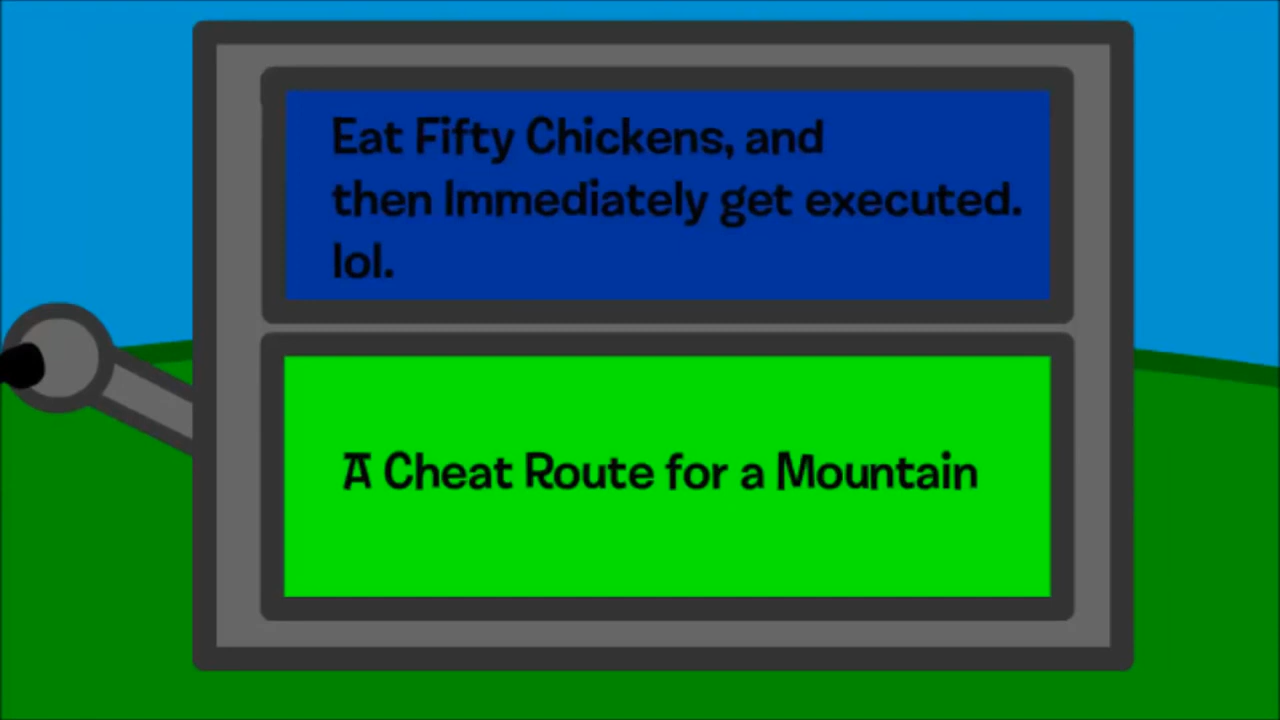 Eat Fifty Chickens, and
then Immediately get executed.
lol.
A Cheat Route for a Mountain